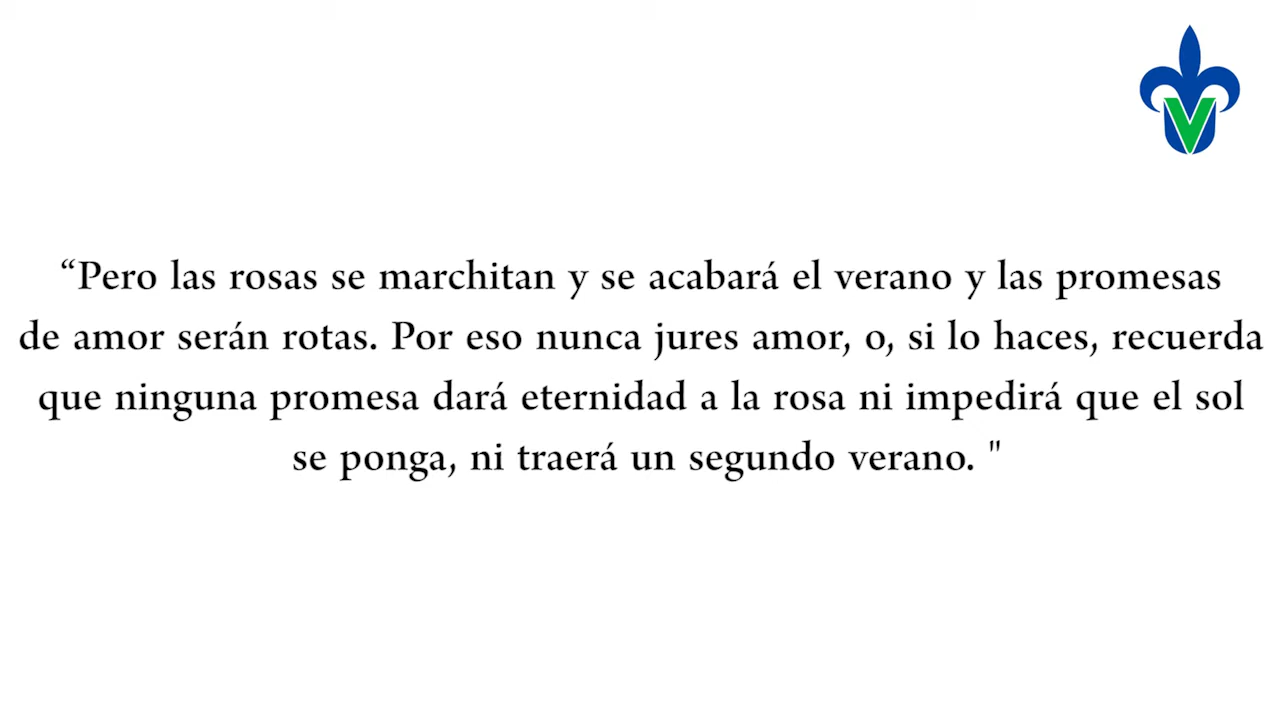 “Pero las rosas se marchitan y se acabará el verano y las promesas
de amor serán rotas. Por eso nunca jures amor, o, si lo haces, recuerda
que ninguna promesa dará eternidad a la rosa ni impedirá que el sol
se ponga, ni traerá un segundo verano. "